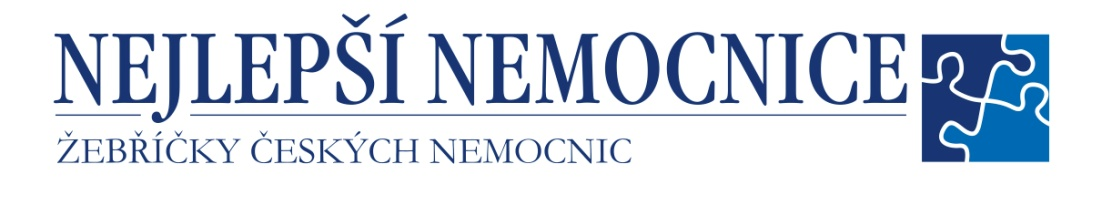 NEJLEPŠÍ NEMOCNICE
ŽEBŘÍČKY ČESKÝCH NEMOCNIC